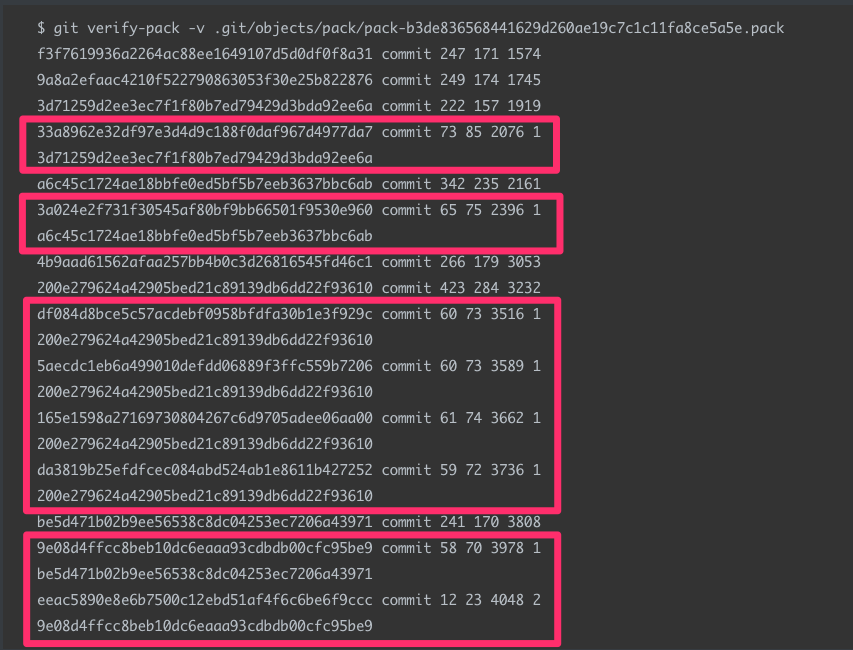 $ git verify-pack -v .git/objects/pack/pack-b3de836568441629d260ae19c7c1c11fa8ce5a5e.pack
f3f7619936a2264ac88ee1649107d5d0df0f8a31 commit 247 171 1574
9a8a2efaac4210f522790863053f30e25b822876 commit 249 174 1745
3d71259d2ee3ec7f1f80b7ed79429d3bda92ee6a commit 222 157 1919
33a8962e32df97e3d4d9c188f0daf967d4977da7 commit 73 85 2076 1
3d71259d2ee3ec7f1f80b7ed79429d3bda92ee6a
a6c45c1724ae18bbfe0ed5bf5b7eeb3637bbc6ab commit 342 235 2161
3a024e2f731f30545af80bf9bb66501f9530e960 commit 65 75 2396 1
a6c45c1724ae18bbfe0ed5bf5b7eeb3637bbc6ab
4b9aad61562afaa257bb4b0c3d26816545fd46c1 commit 266 179 3053
200e279624a42905bed21c89139db6dd22f93610 commit 423 284 3232
df084d8bce5c57acdebf0958bfdfa30b1e3f929c commit 60 73 3516 1
200e279624a42905bed21c89139db6dd22f93610
5aecdc1eb6a499010defdd06889f3ffc559b7206 commit 60 73 3589 1
200e279624a42905bed21c89139db6dd22f93610
165e1598a27169730804267c6d9705adee06aa00 commit 61 74 3662 1
200e279624a42905bed21c89139db6dd22f93610
da3819b25efdfcec084abd524ab1e8611b427252 commit 59 72 3736 1
200e279624a42905bed21c89139db6dd22f93610
be5d471b02b9ee56538c8dc04253ec7206a43971 commit 241 170 3808
9e08d4ffcc8beb10dc6eaaa93cdbdb00cfc95be9 commit 58 70 3978 1
be5d471b02b9ee56538c8dc04253ec7206a43971
eeac5890e8e6b7500c12ebd51af4f6c6be6f9ccc commit 12 23 4048 2
9e08d4ffcc8beb10dc6eaaa93cdbdb00cfc95be9